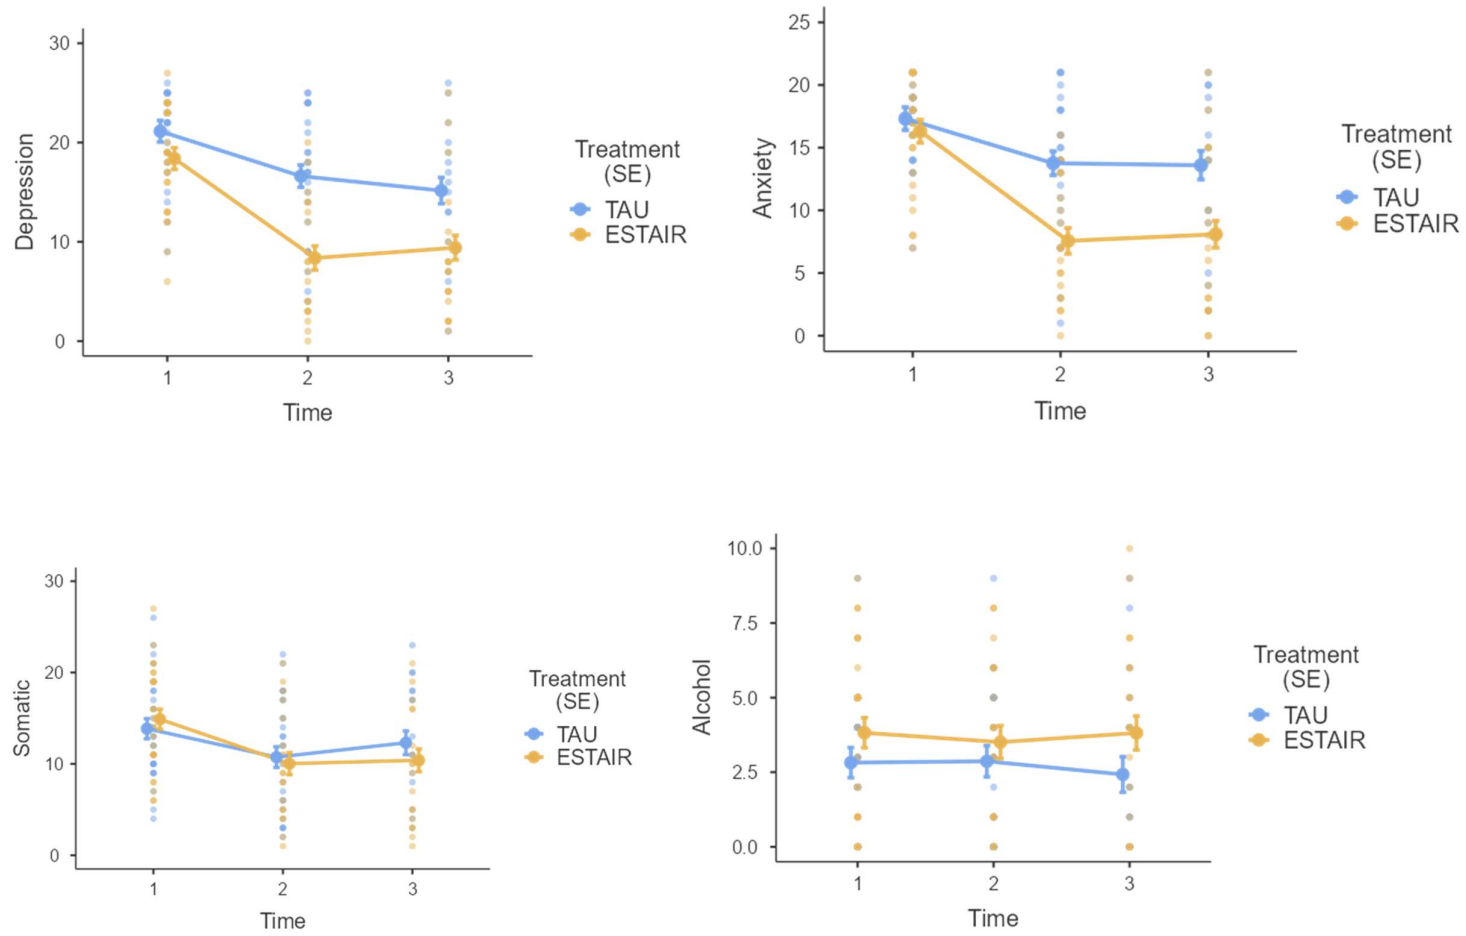 30
20
10
0
Depression
1 2 3
Time
Treatment
(SE)
TAU
ESTAIR
25
20
15
10
5
0
Anxiety
1 2 3
Time
Treatment
(SE)
TAU
ESTAIR
30
20
10
0
Somatic
1 2 3
Time
Treatment
(SE)
TAU
ESTAIR
10.0
7.5
5.0
2.5
0.0
Alcohol
1 2 3
Time
Treatment
(SE)
TAU
ESTAIR